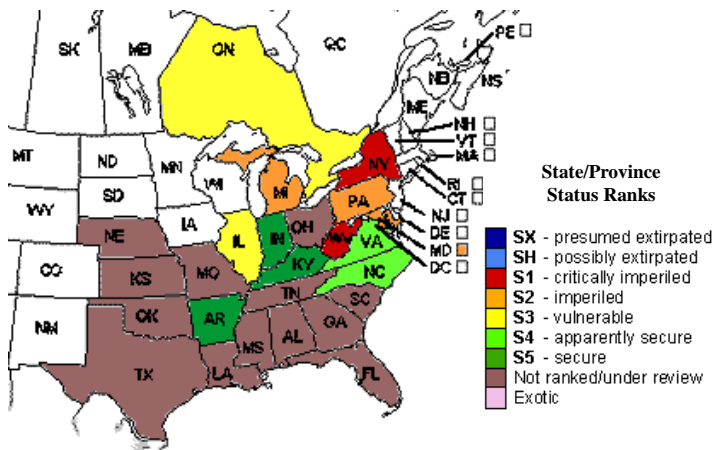 PE
SK
MB
ON
QC
NB
NS
ME
NH
VT
MA
MT
ND
MN
NY
WI
MI
SD
WY
RI
CT
PA
IA
NJ
NE
OH
DE
IL
IN
MD
WV
VA
CO
DC
KS
MO
KY
NC
TN
OK
AR
SC
NM
MS
AL
GA
TX
LA
FL
State/Province
Status Ranks
SX - presumed extirpated
SH - possibly extirpated
S1 - critically imperiled
S2 - imperiled
S3 - vulnerable
S4 - apparently secure
S5 - secure
Not ranked/under review
Exotic